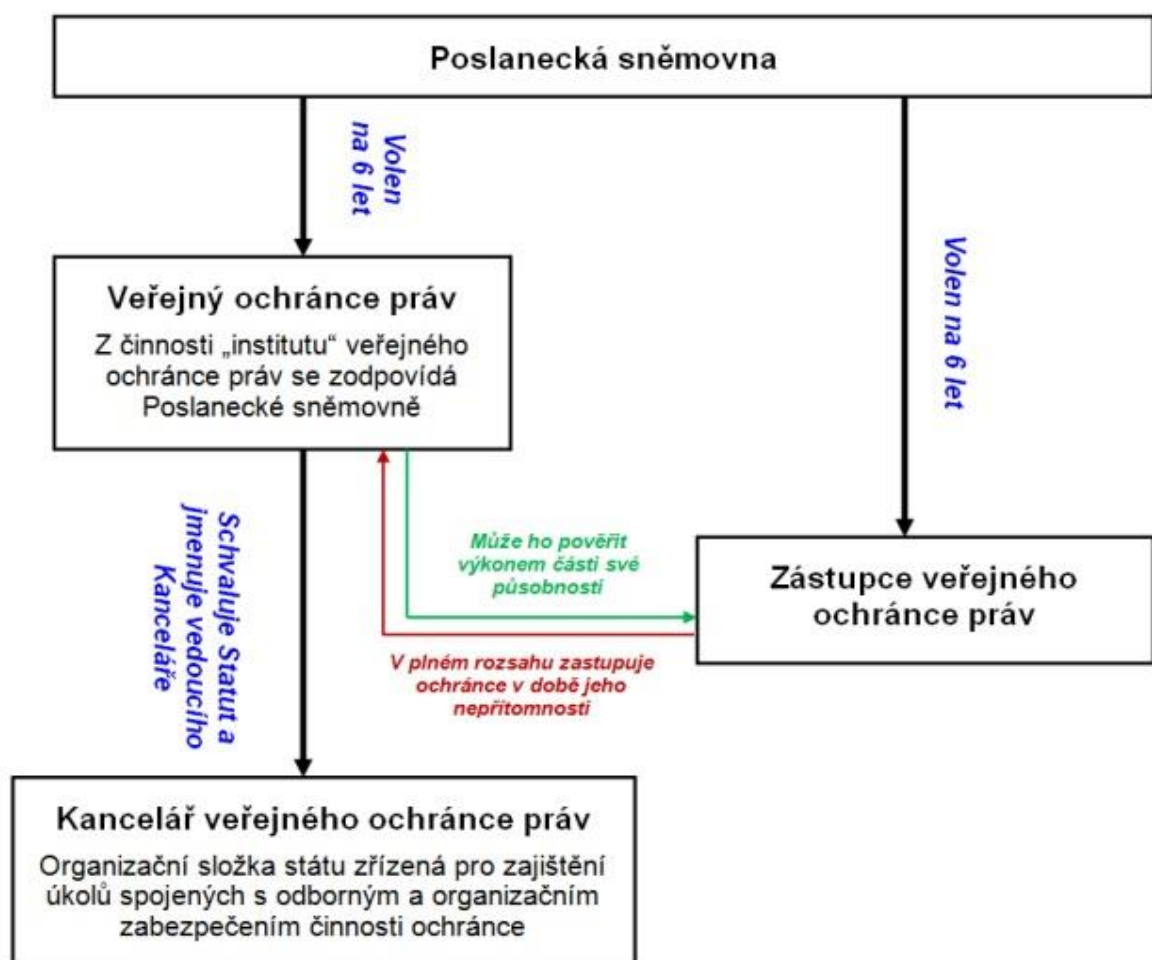 Poslanecká sněmovna
Volen
na 6 let
Volen na 6 let
Veřejný ochránce práv
Z činnosti „institutu“ veřejného
ochránce práv se zodpovídá
Poslanecké sněmovně
Schvaluje Statut a
jmenuje vedoucího
Kanceláře
Může ho pověřit
výkonem části své
působností
V plném rozsahu zastupuje
ochránce v době jeho
nepřítomností
Zástupce veřejného
ochránce práv
Kancelář veřejného ochránce práv
Organizační složka státu zřízená pro zajištění
úkolů spojených s odborným a organizačním
zabezpečením činnosti ochránce